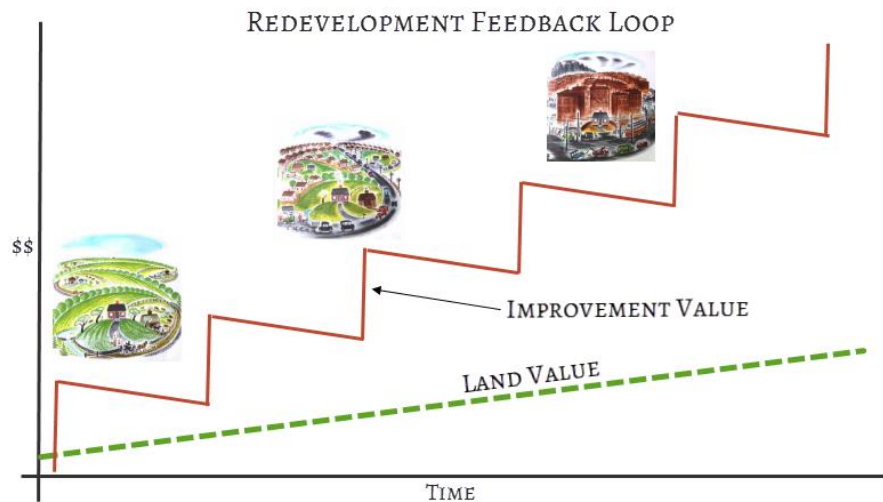 Redevelopment Feedback Loop
$$
Improvement Value
Land Value
Time